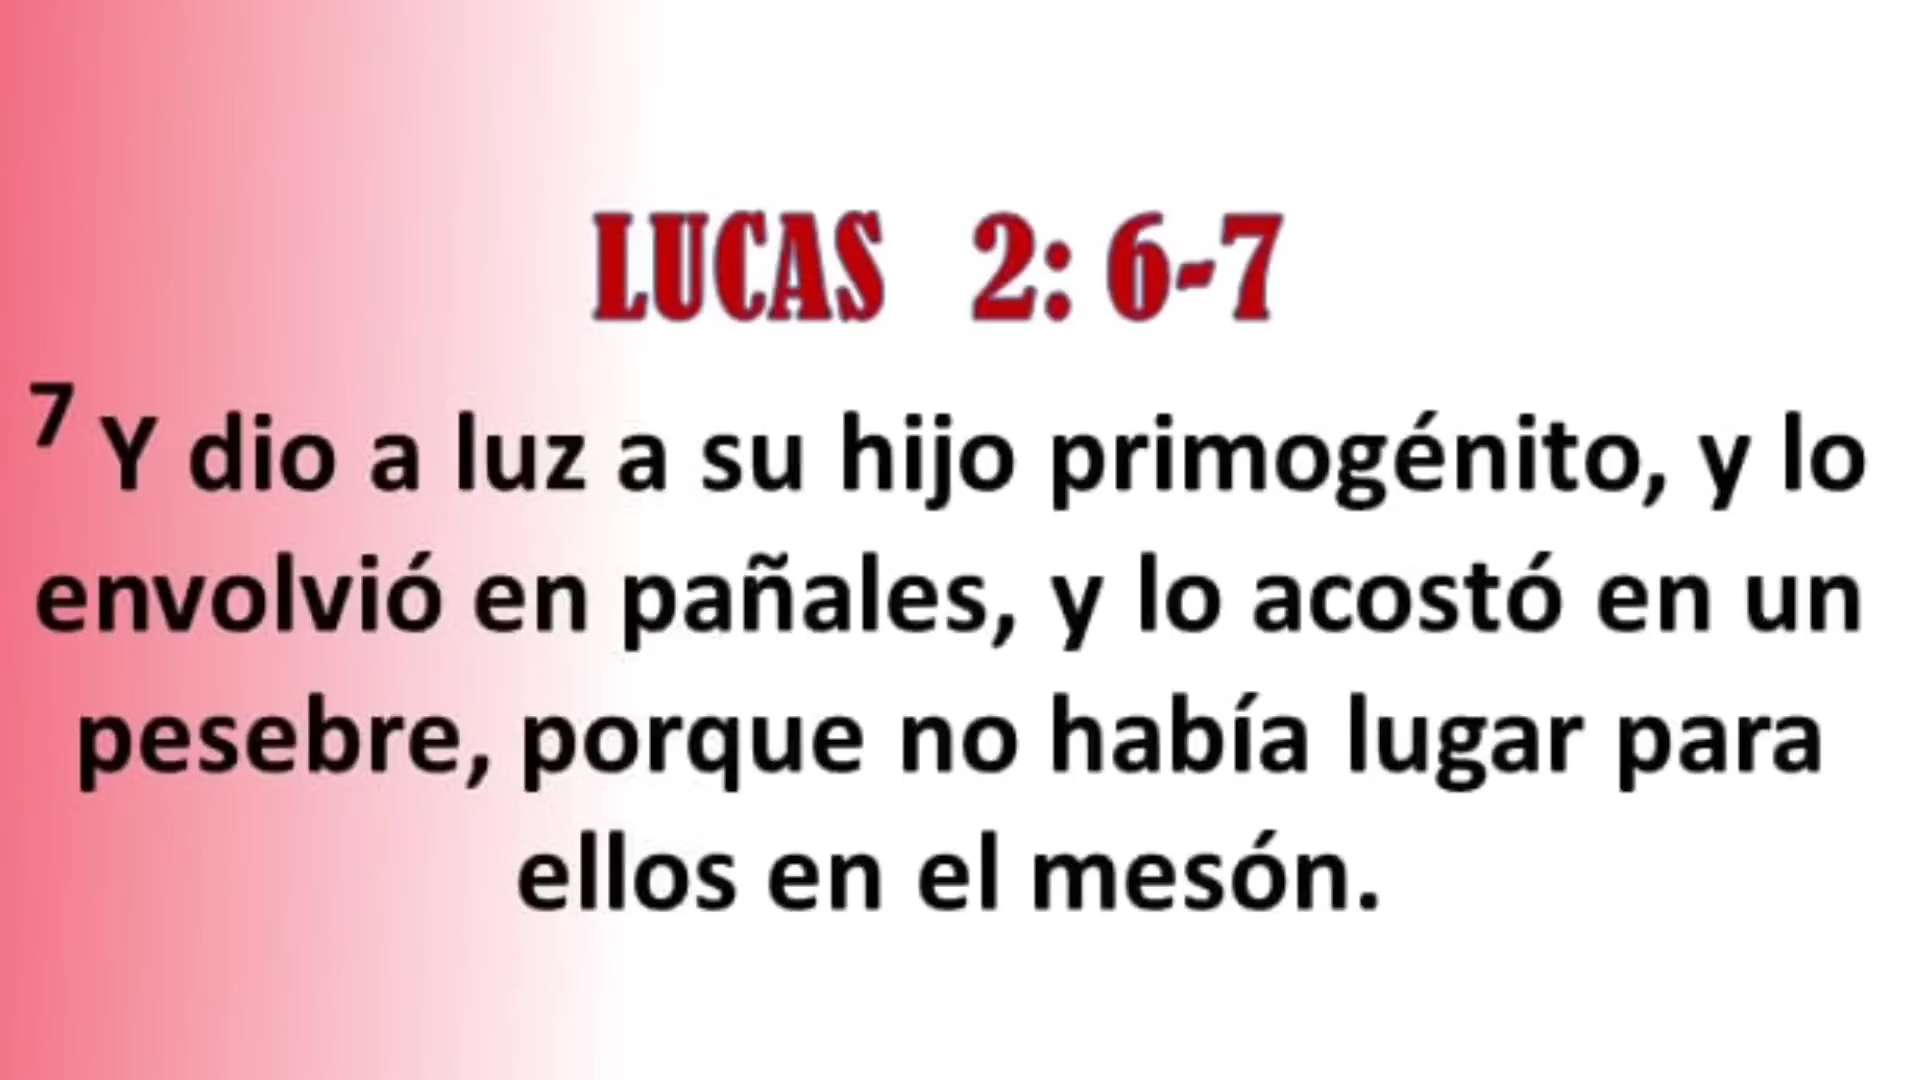 LUCAS 2: 6-7
7 Y dio a luz a su hijo primogénito, y lo
envolvió en pañales, y lo acostó en un
pesebre, porque no había lugar para
ellos en el mesón.